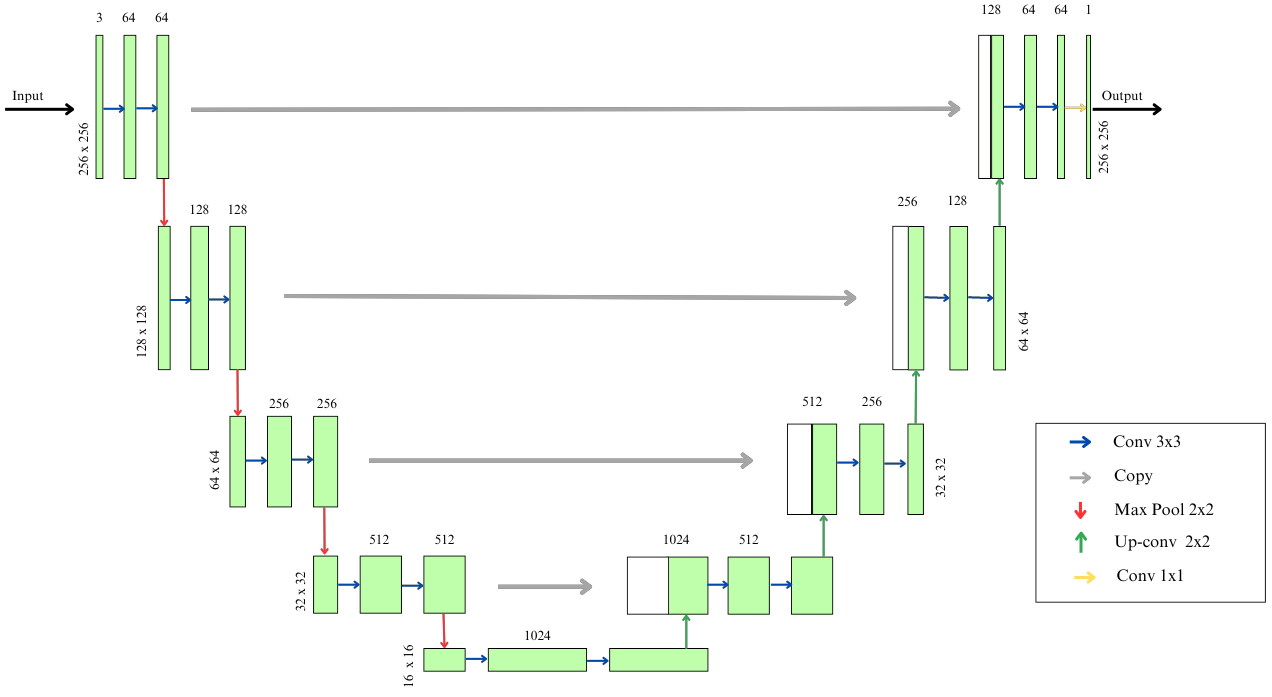 3 64 64
128 64 64 1
Input
Output
256 x 256
256 x 256
128 128
256 128
128 x 128
64 x 64
256 256
512 256
64 x 64
32 x 32
512 512
1024 512
32 x 32
1024
16 x 16
Conv 3x3
Copy
Max Pool 2x2
Up-conv 2x2
Conv 1x1